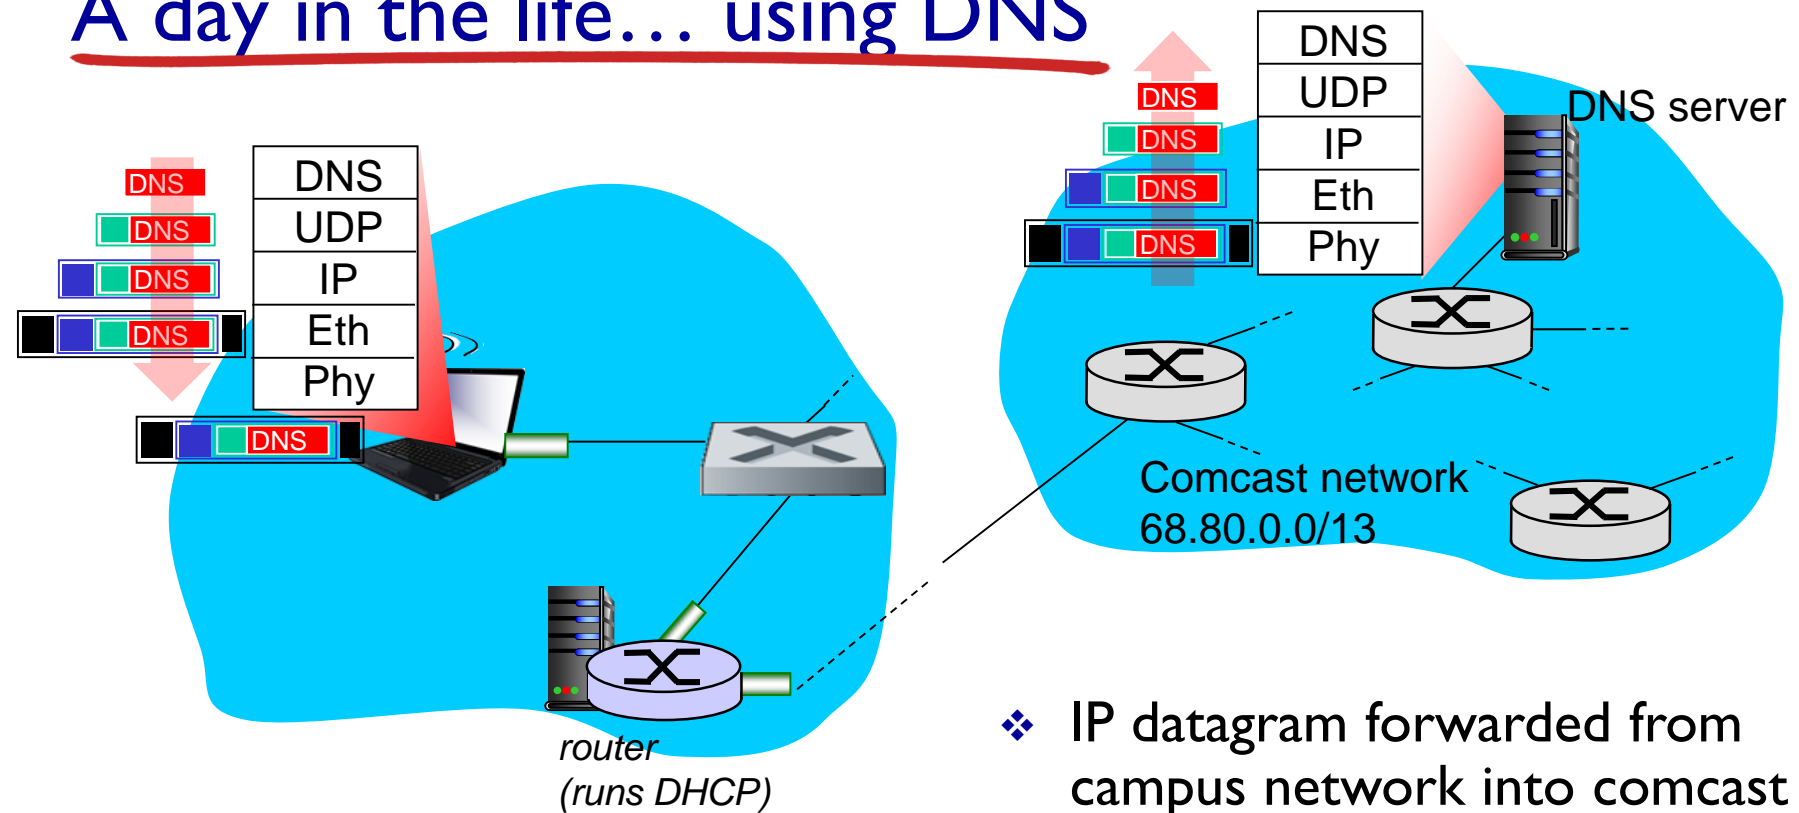 A day in the life… using DNS
DNS
DNS
DNS
DNS
DNS
DNS
UDP
IP
Eth
Phy
DNS
DNS
DNS
DNS
DNS
UDP
IP
Eth
Phy
DNS server
Comcast network
68.80.0.0/13
router
(runs DHCP)
❖ IP datagram forwarded from
campus network into comcast